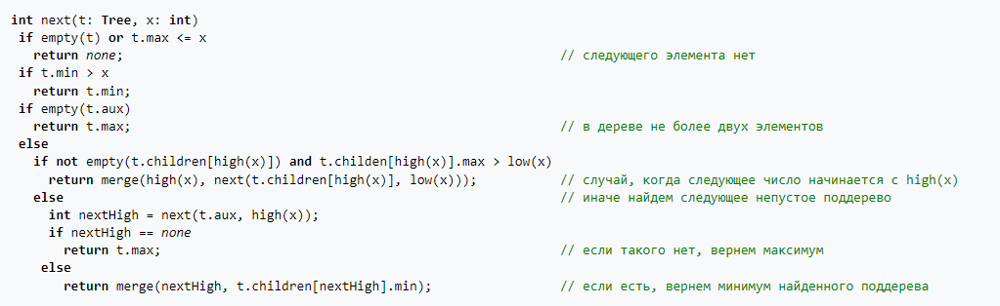 int next(t: Tree, x: int)
if empty(t) or t.max <= x
return none; // следующего элемента нет
if t.min > x
return t.min;
if empty(t.aux)
return t.max; // в дереве не более двух элементов
else
if not empty(t.children[high(x)]) and t.childen[high(x)].max > low(x)
return merge(high(x), next(t.children[high(x)], low(x))); // случай, когда следующее число начинается с high(x)
else // иначе найдем следующее непустое поддерево
int nextHigh = next(t.aux, high(x));
if nextHigh == none
return t.max; // если такого нет, вернем максимум
else
return merge(nextHigh, t.children[nextHigh].min); // если есть, вернем минимум найденного поддерева